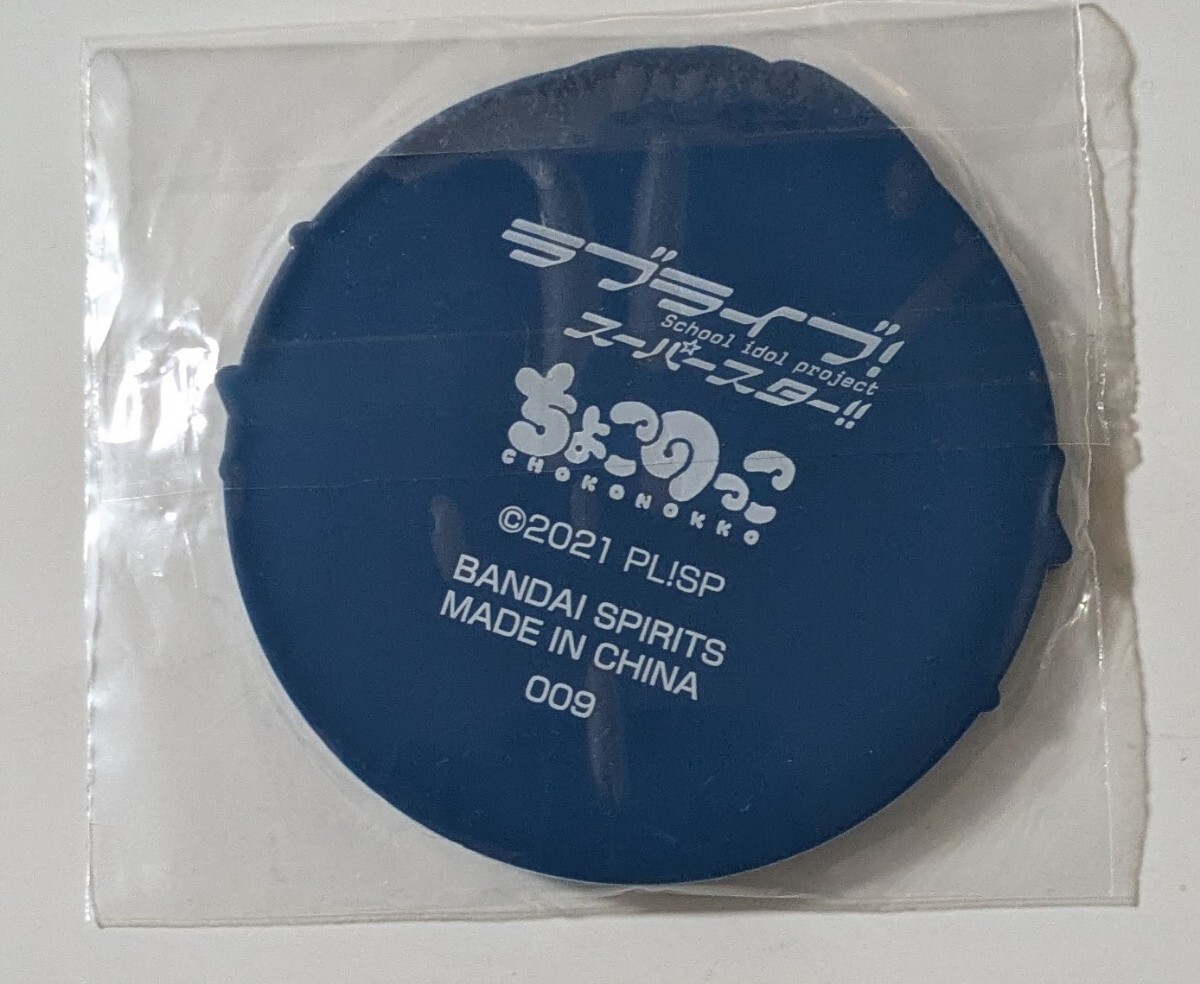 ラブライブ!
School idol project
スーパースター!!
ちょこのっこ
CHOKONOKKO
©2021 PL!SP
BANDAI SPIRITS
MADE IN CHINA
009